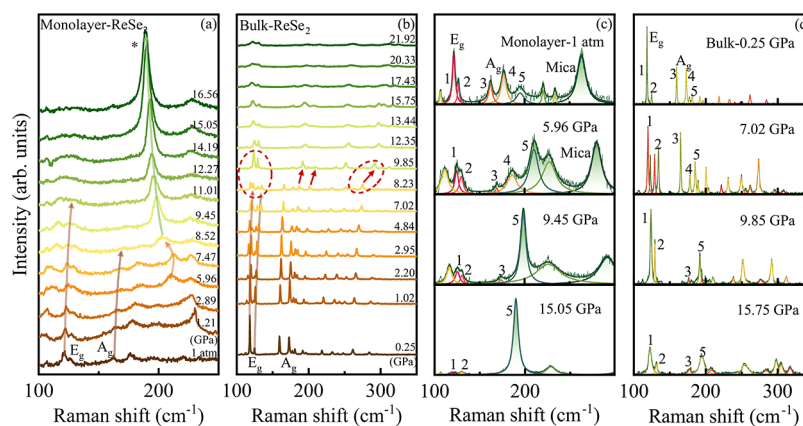 Monolayer-ReSe2 (a)
*
16.56
15.05
14.19
12.27
11.01
9.45
8.52
7.47
5.96
2.89
1.21
(GPa)
1 atm
Eg
Ag
100 190
Raman shift (cm-1)
Intensity (arb. units)
Bulk-ReSe2 (b)
21.92
20.33
17.43
15.75
13.44
12.35
9.85
8.23
7.02
4.84
2.95
2.20
1.02
0.25
(GPa)
Eg
Ag
100 200 300
Raman shift (cm-1)
(c)
Monolayer-1 atm
Eg
Ag
Mica
1 2 3 4 5
5.96 GPa
Mica
1 2 3 4 5
9.45 GPa
1 2 3 5
15.05 GPa
1 2 5
100 190 280
Raman shift (cm-1)
Bulk-0.25 GPa
Eg
Ag
1 2 3 4 5
7.02 GPa
1 2 3 4 5
9.85 GPa
1 2 3 5
15.75 GPa
1 2 3 5
100 200 300
Raman shift (cm-1)